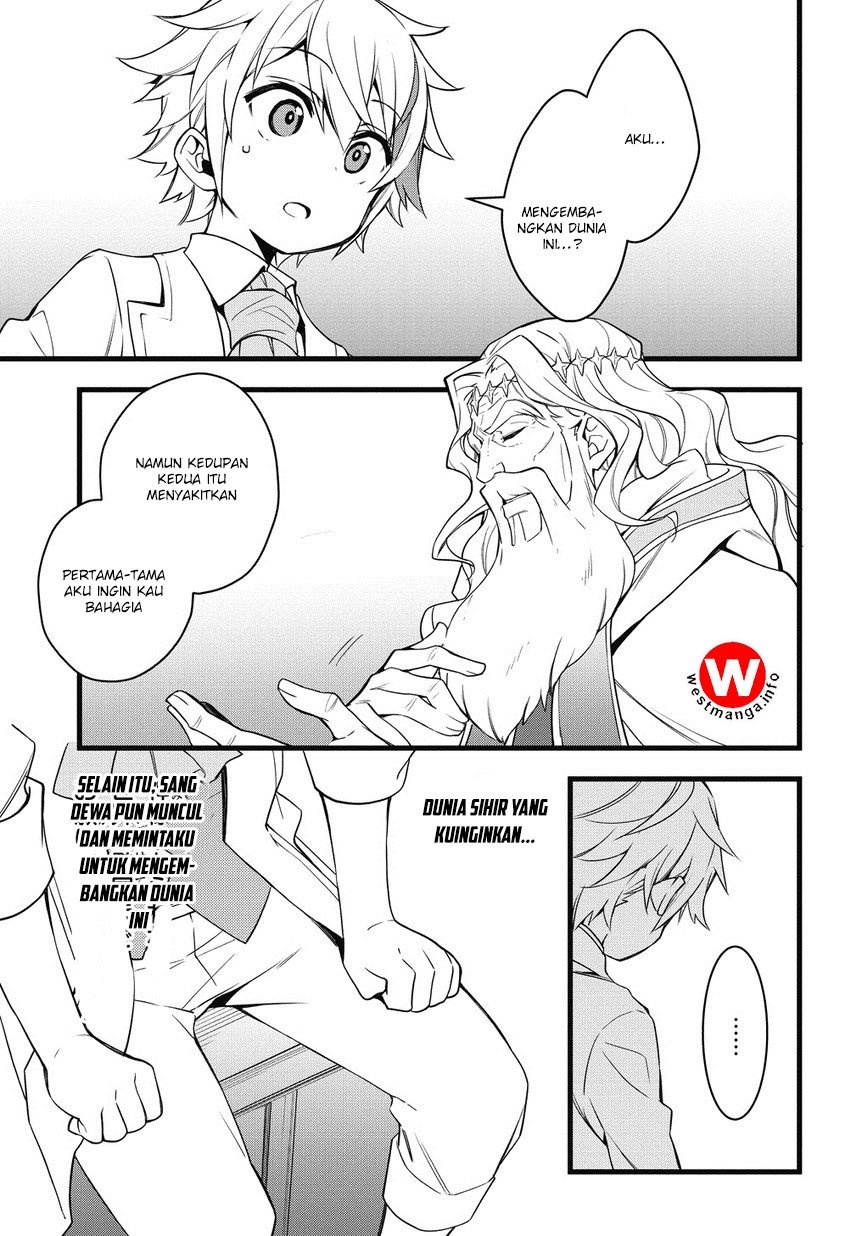 AKU...
MENGEMBA-
NGKAN DUNIA
INI...?
NAMUN KEDUPAN
KEDUA ITU
MENYAKITKAN
PERTAMA-TAMA
AKU INGIN KAU
BAHAGIA
W
westmanga.info
........
DUNIA SIHIR YANG
KUINGINKAN...
SELAIN ITU, SANG
DEWA PUN MUNCUL
DAN MEMINTAKU
UNTUK MENGEM-
BANGKAN DUNIA
INI